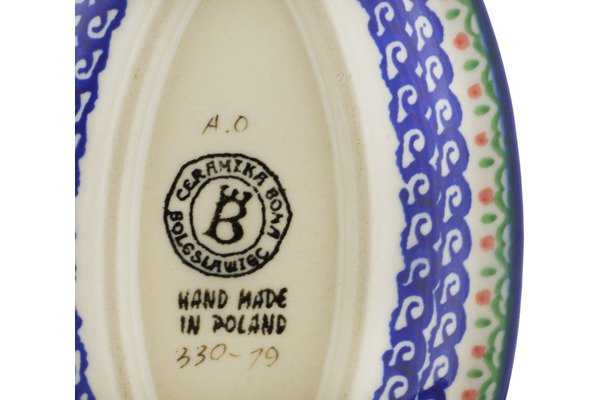 A.O
CERAMIKA BONA
BOLESŁAWIEC
B
HAND MADE
IN POLAND
330-79